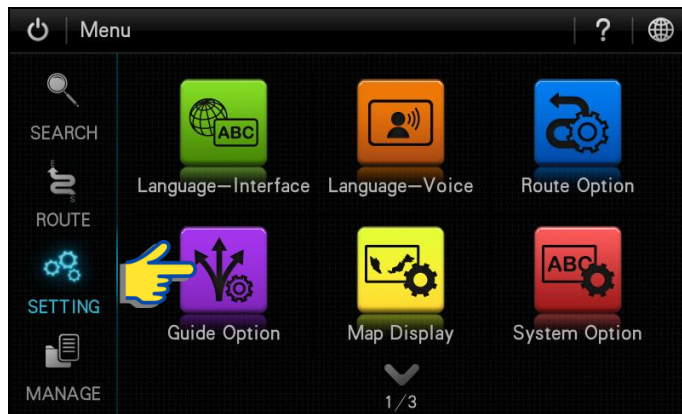 Menu
?
SEARCH
ROUTE
SETTING
MANAGE
ABC
Language—Interface
Language—Voice
Route Option
Guide Option
Map Display
ABC
System Option
1/3